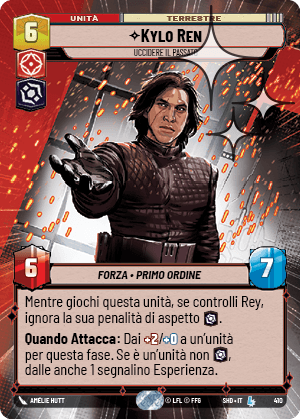 UNITÀ
TERRESTRE
6
✧Kylo Ren
UCCIDERE IL PASSATO
6
7
FORZA • PRIMO ORDINE
Mentre giochi questa unità, se controlli Rey,
ignora la sua penalità di aspetto.
Quando Attacca: Dai +2/+0 a un'unità
per questa fase. Se è un'unità non,
dalle anche 1 segnalino Esperienza.
AMÉLIE HUTT
© LFL © FFG
SHD • IT
L
410